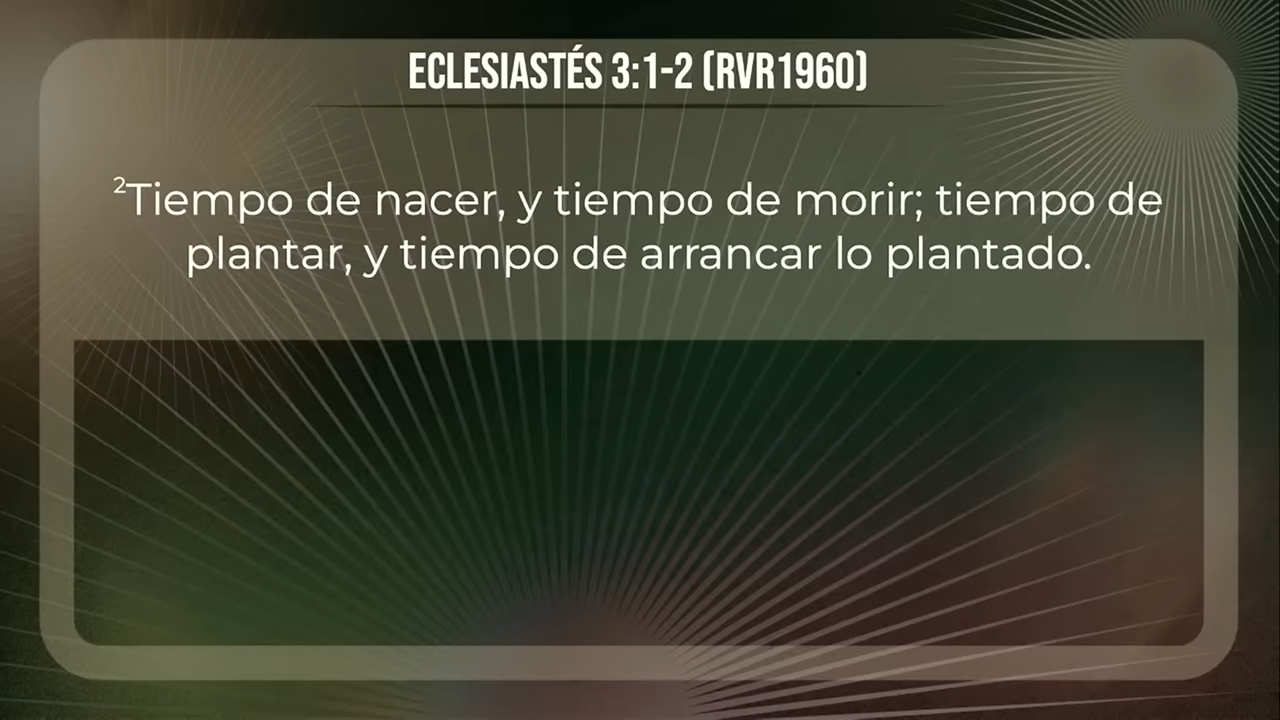 ECLESIASTÉS 3:1-2 (RVR1960)
²Tiempo de nacer, y tiempo de morir; tiempo de
plantar, y tiempo de arrancar lo plantado.